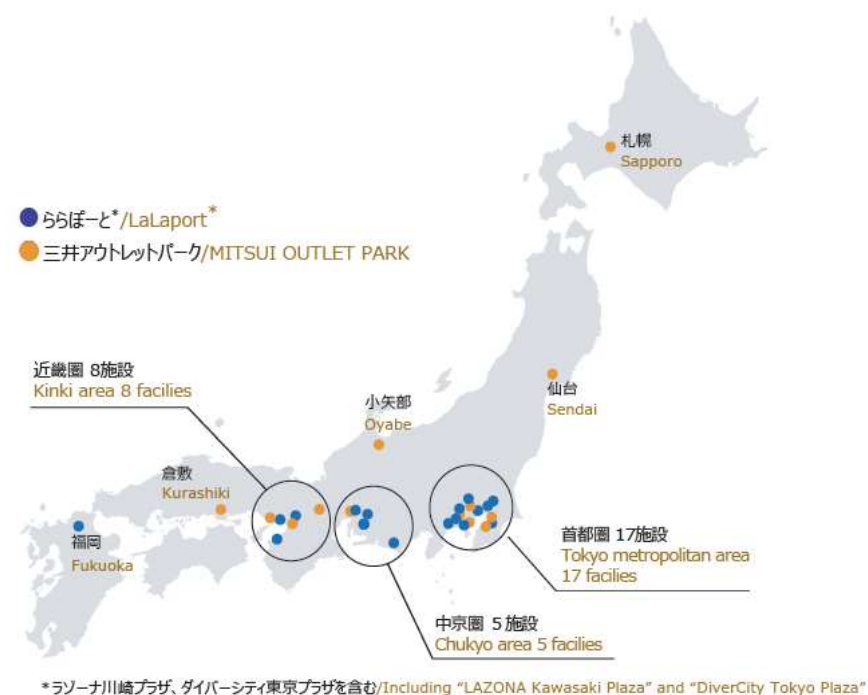 札幌
Sapporo
ららぽーと*/LaLaport*
三井アウトレットパーク/MITSUI OUTLET PARK
近畿圏 8施設
Kinki area 8 facilies
小矢部
Oyabe
仙台
Sendai
倉敷
Kurashiki
福岡
Fukuoka
首都圏 17施設
Tokyo metropolitan area
17 facilies
中京圏 5施設
Chukyo area 5 facilies
*ラゾーナ川崎プラザ、ダイバーシティ東京プラザを含む/Including “LAZONA Kawasaki Plaza” and “DiverCity Tokyo Plaza